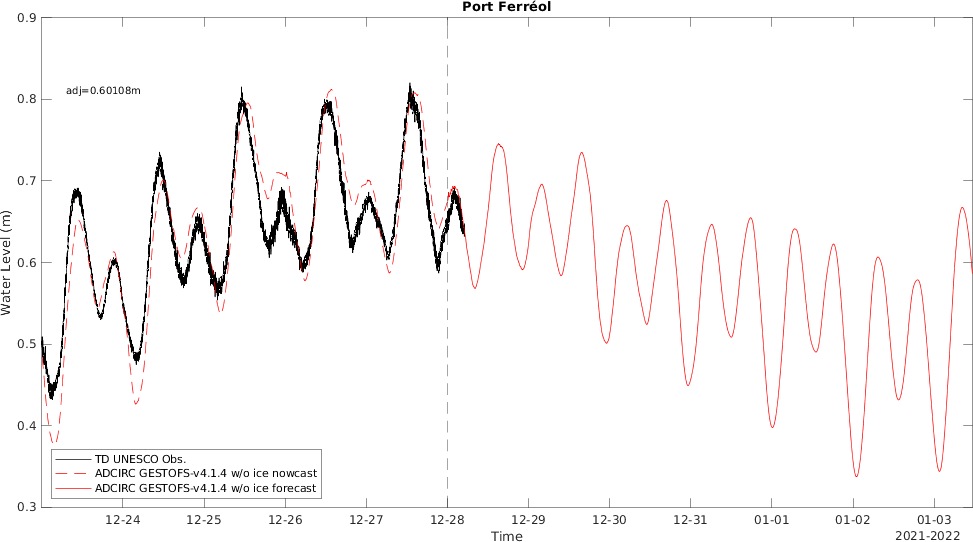 Port Ferréol
0.9
0.8
0.7
0.6
0.5
0.4
0.3
Water Level (m)
adj=0.60108m
TD UNESCO Obs.
ADCIRC GESTOFS-v4.1.4 w/o ice nowcast
ADCIRC GESTOFS-v4.1.4 w/o ice forecast
12-24 12-25 12-26 12-27 12-28 12-29 12-30 12-31 01-01 01-02 01-03
Time
2021-2022